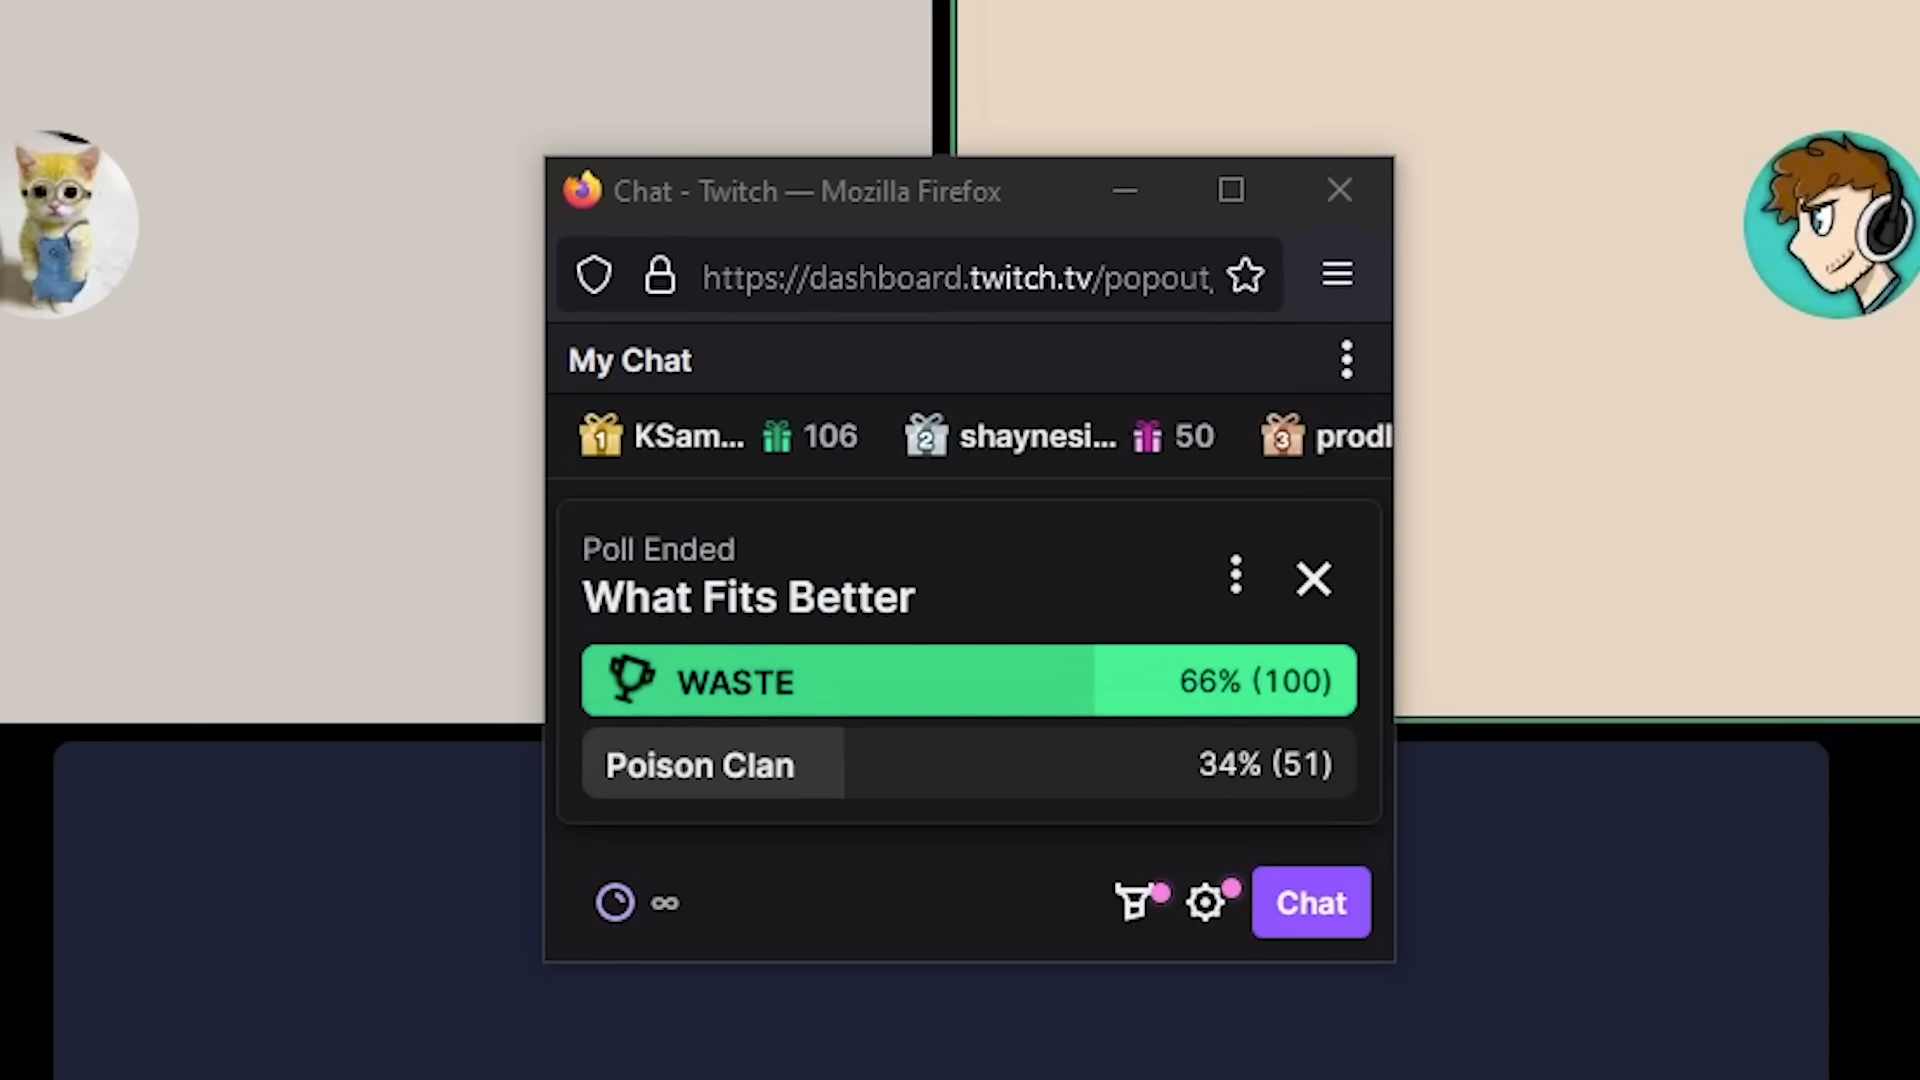 Chat - Twitch — Mozilla Firefox
https://dashboard.twitch.tv/popout
My Chat
1 KSam... 106 2 shaynesi... 50 3 prodl
Poll Ended
What Fits Better
WASTE 66% (100)
Poison Clan 34% (51)
∞ Chat